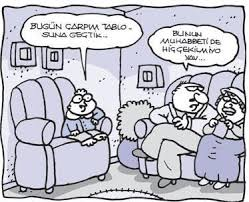 BUGÜN ÇARPIM TABLO-
SUNA GEÇTİK..
BUNUN
MUHABBETİ DE
HİÇ ÇEKİLMİYO
YAV...